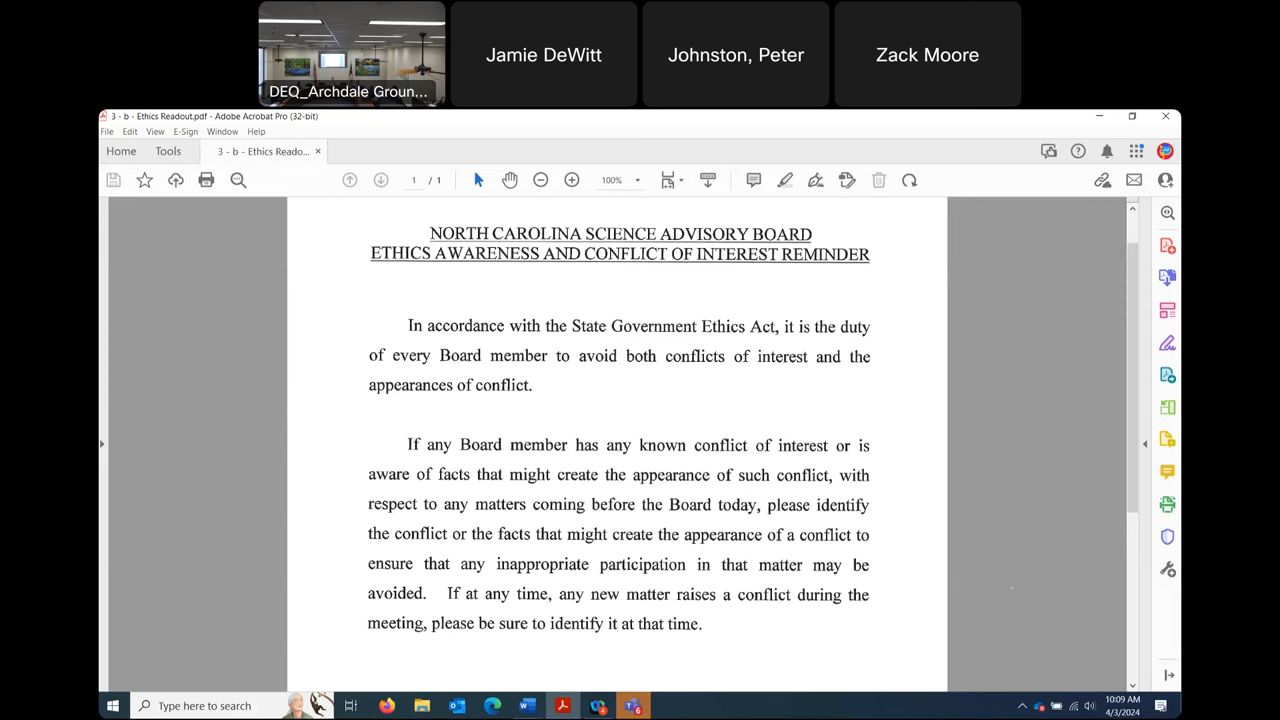 Jamie DeWitt
Johnston, Peter
Zack Moore
DEQ_Archdale Groun...
3 - b - Ethics Readout.pdf - Adobe Acrobat Pro (32-bit)
File Edit View E-Sign Window Help
Home Tools 3 - b - Ethics Reado... ×
1 / 1 100%
NORTH CAROLINA SCIENCE ADVISORY BOARD
ETHICS AWARENESS AND CONFLICT OF INTEREST REMINDER
In accordance with the State Government Ethics Act, it is the duty
of every Board member to avoid both conflicts of interest and the
appearances of conflict.
If any Board member has any known conflict of interest or is
aware of facts that might create the appearance of such conflict, with
respect to any matters coming before the Board today, please identify
the conflict or the facts that might create the appearance of a conflict to
ensure that any inappropriate participation in that matter may be
avoided. If at any time, any new matter raises a conflict during the
meeting, please be sure to identify it at that time.
Type here to search
10:09 AM
4/3/2024